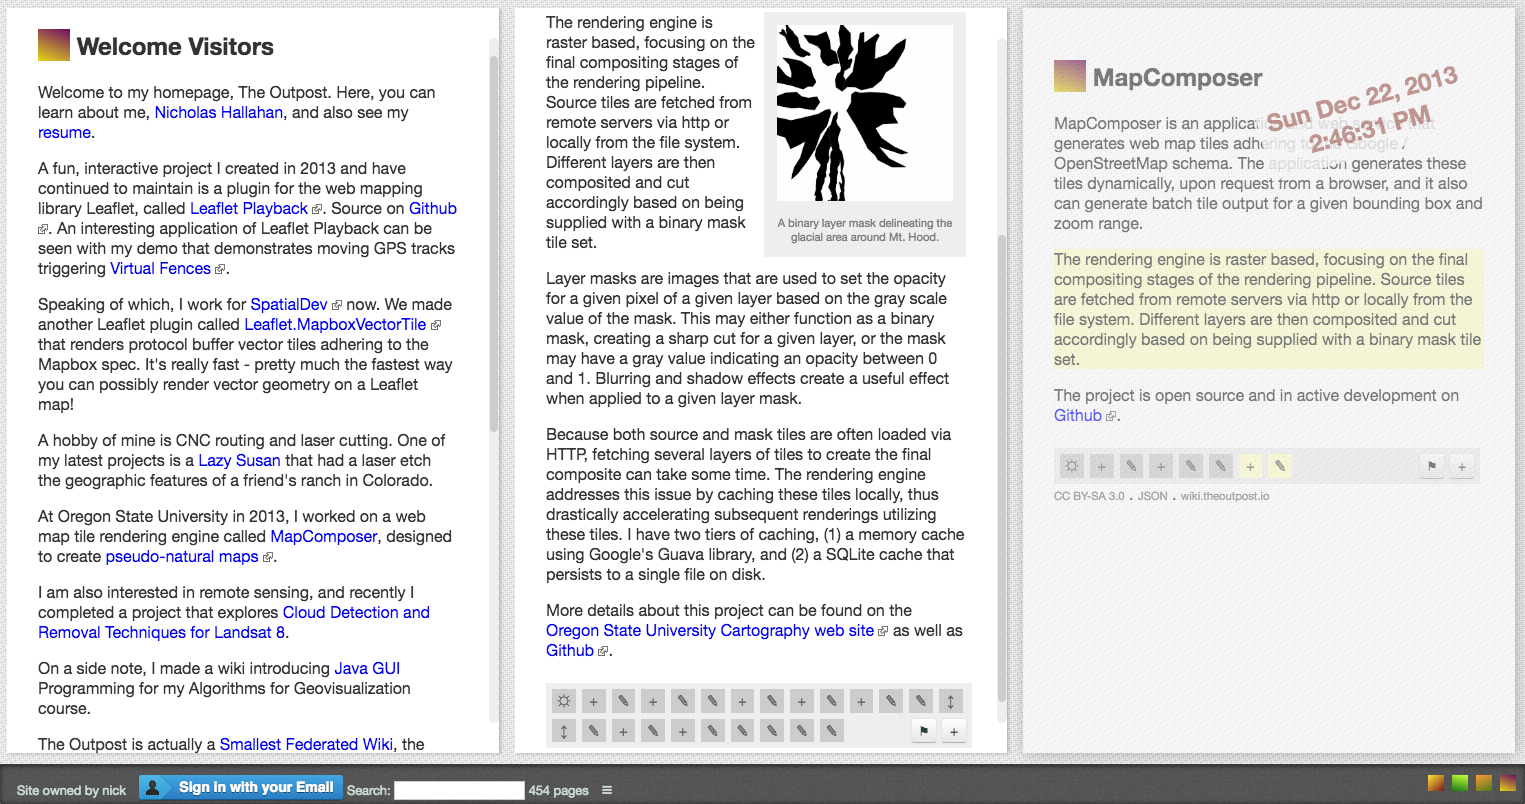 Welcome Visitors
Welcome to my homepage, The Outpost. Here, you can
learn about me, Nicholas Hallahan, and also see my
resume.
A fun, interactive project I created in 2013 and have
continued to maintain is a plugin for the web mapping
library Leaflet, called Leaflet Playback. Source on Github
. An interesting application of Leaflet Playback can be
seen with my demo that demonstrates moving GPS tracks
triggering Virtual Fences.
Speaking of which, I work for SpatialDev now. We made
another Leaflet plugin called Leaflet.MapboxVectorTile
that renders protocol buffer vector tiles adhering to the
Mapbox spec. It's really fast - pretty much the fastest way
you can possibly render vector geometry on a Leaflet
map!
A hobby of mine is CNC routing and laser cutting. One of
my latest projects is a Lazy Susan that had a laser etch
the geographic features of a friend's ranch in Colorado.
At Oregon State University in 2013, I worked on a web
map tile rendering engine called MapComposer, designed
to create pseudo-natural maps.
I am also interested in remote sensing, and recently I
completed a project that explores Cloud Detection and
Removal Techniques for Landsat 8.
On a side note, I made a wiki introducing Java GUI
Programming for my Algorithms for Geovisualization
course.
The Outpost is actually a Smallest Federated Wiki, the
The rendering engine is
raster based, focusing on the
final compositing stages of
the rendering pipeline.
Source tiles are fetched from
remote servers via http or
locally from the file system.
Different layers are then
composited and cut
accordingly based on being
supplied with a binary mask
tile set.
A binary layer mask delineating the
glacial area around Mt. Hood.
Layer masks are images that are used to set the opacity
for a given pixel of a given layer based on the gray scale
value of the mask. This may either function as a binary
mask, creating a sharp cut for a given layer, or the mask
may have a gray value indicating an opacity between 0
and 1. Blurring and shadow effects create a useful effect
when applied to a given layer mask.
Because both source and mask tiles are often loaded via
HTTP, fetching several layers of tiles to create the final
composite can take some time. The rendering engine
addresses this issue by caching these tiles locally, thus
drastically accelerating subsequent renderings utilizing
these tiles. I have two tiers of caching, (1) a memory cache
using Google's Guava library, and (2) a SQLite cache that
persists to a single file on disk.
More details about this project can be found on the
Oregon State University Cartography web site as well as
Github.
MapComposer
Sun Dec 22, 2013
2:46:31 PM
MapComposer is an application and web service that
generates web map tiles adhering to the Google /
OpenStreetMap schema. The application generates these
tiles dynamically, upon request from a browser, and it also
can generate batch tile output for a given bounding box and
zoom range.
The rendering engine is raster based, focusing on the final
compositing stages of the rendering pipeline. Source tiles
are fetched from remote servers via http or locally from the
file system. Different layers are then composited and cut
accordingly based on being supplied with a binary mask tile
set.
The project is open source and in active development on
Github.
CC BY-SA 3.0 . JSON . wiki.theoutpost.io
Site owned by nick Sign in with your Email Search: 454 pages